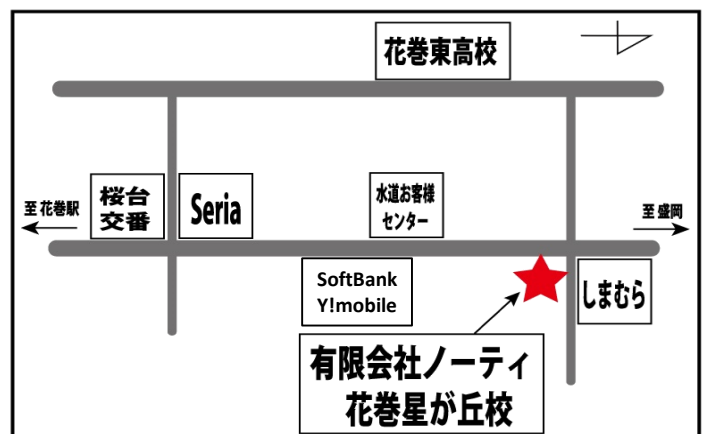 花巻東高校
桜台
交番
Seria
水道お客様
センター
至 花巻駅
至 盛岡
SoftBank
Y!mobile
しまむら
有限会社ノーティ
花巻星が丘校